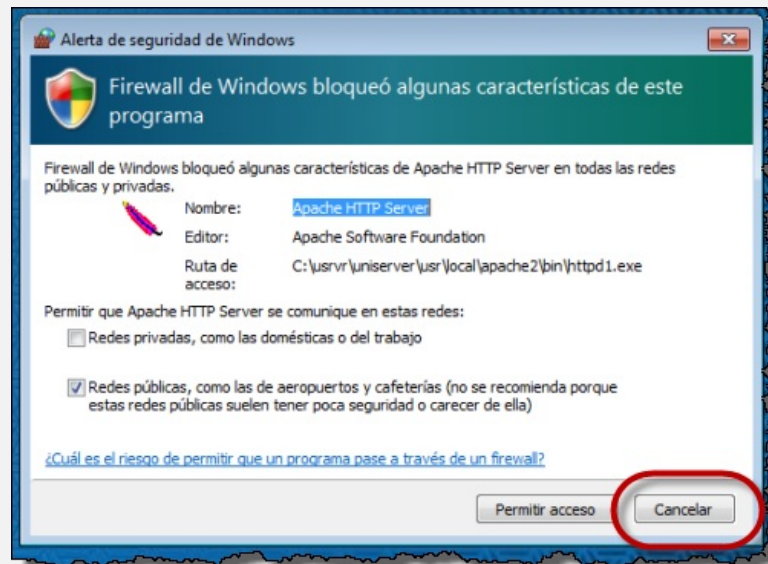 Alerta de seguridad de Windows
Firewall de Windows bloqueó algunas características de este
programa
Firewall de Windows bloqueó algunas características de Apache HTTP Server en todas las redes
públicas y privadas.
Nombre: Apache HTTP Server
Editor: Apache Software Foundation
Ruta de C:\usrvr\uniserver\usr\local\apache2\bin\httpd1.exe
acceso:
Permitir que Apache HTTP Server se comunique en estas redes:
Redes privadas, como las domésticas o del trabajo
Redes públicas, como las de aeropuertos y cafeterías (no se recomienda porque
estas redes públicas suelen tener poca seguridad o carecer de ella)
¿Cuál es el riesgo de permitir que un programa pase a través de un firewall?
Permitir acceso Cancelar